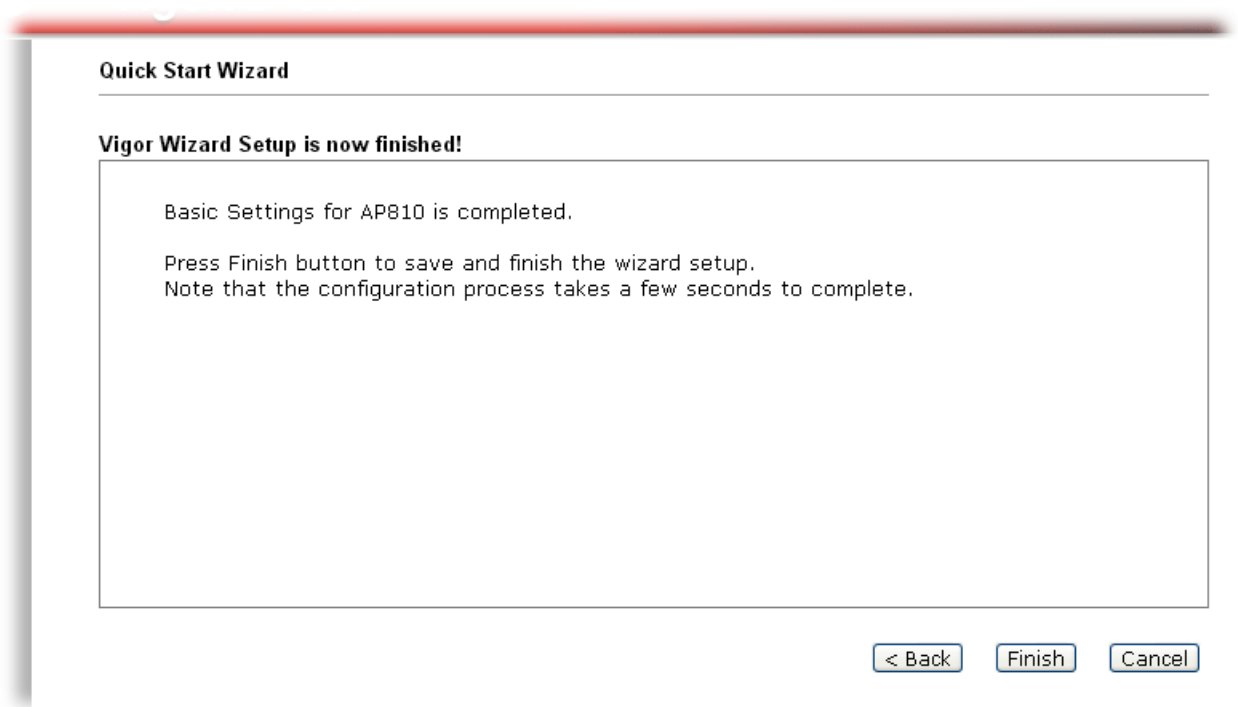 Quick Start Wizard
Vigor Wizard Setup is now finished!
Basic Settings for AP810 is completed.
Press Finish button to save and finish the wizard setup.
Note that the configuration process takes a few seconds to complete.
< Back Finish Cancel